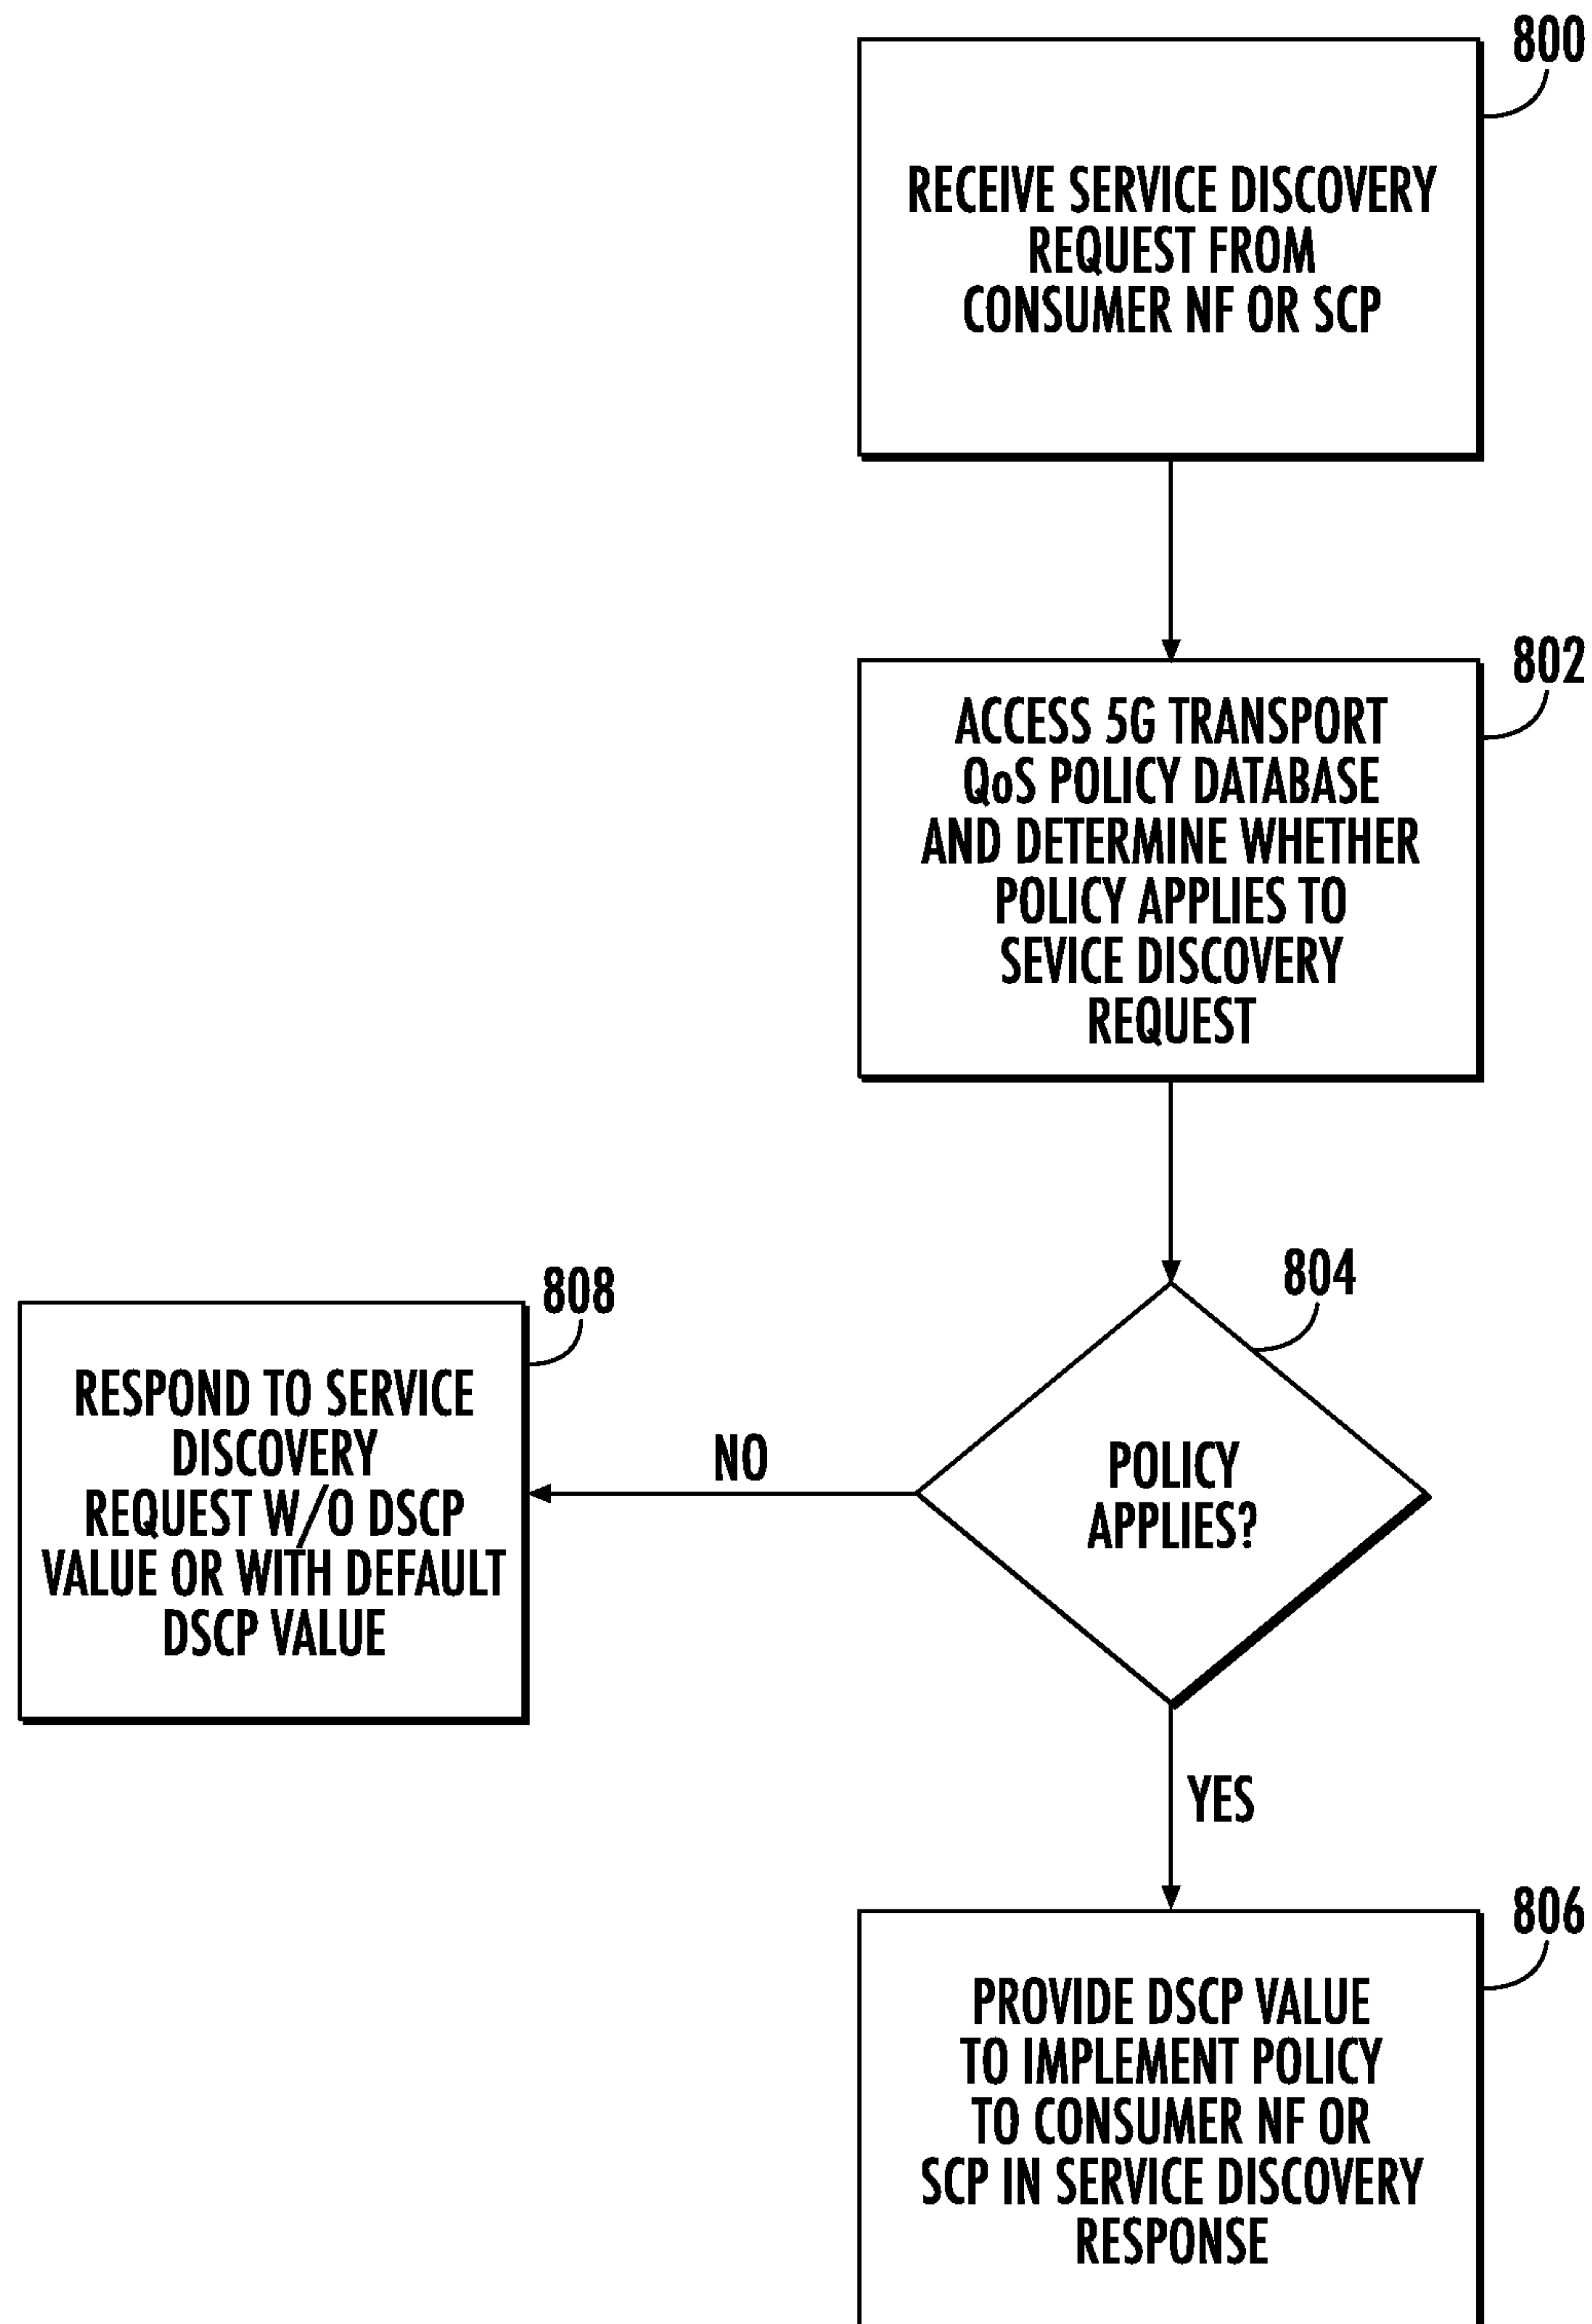 800
RECEIVE SERVICE DISCOVERY
REQUEST FROM
CONSUMER NF OR SCP
802
ACCESS 5G TRANSPORT
QoS POLICY DATABASE
AND DETERMINE WHETHER
POLICY APPLIES TO
SEVICE DISCOVERY
REQUEST
804
POLICY
APPLIES?
NO
808
RESPOND TO SERVICE
DISCOVERY
REQUEST W/O DSCP
VALUE OR WITH DEFAULT
DSCP VALUE
YES
806
PROVIDE DSCP VALUE
TO IMPLEMENT POLICY
TO CONSUMER NF OR
SCP IN SERVICE DISCOVERY
RESPONSE